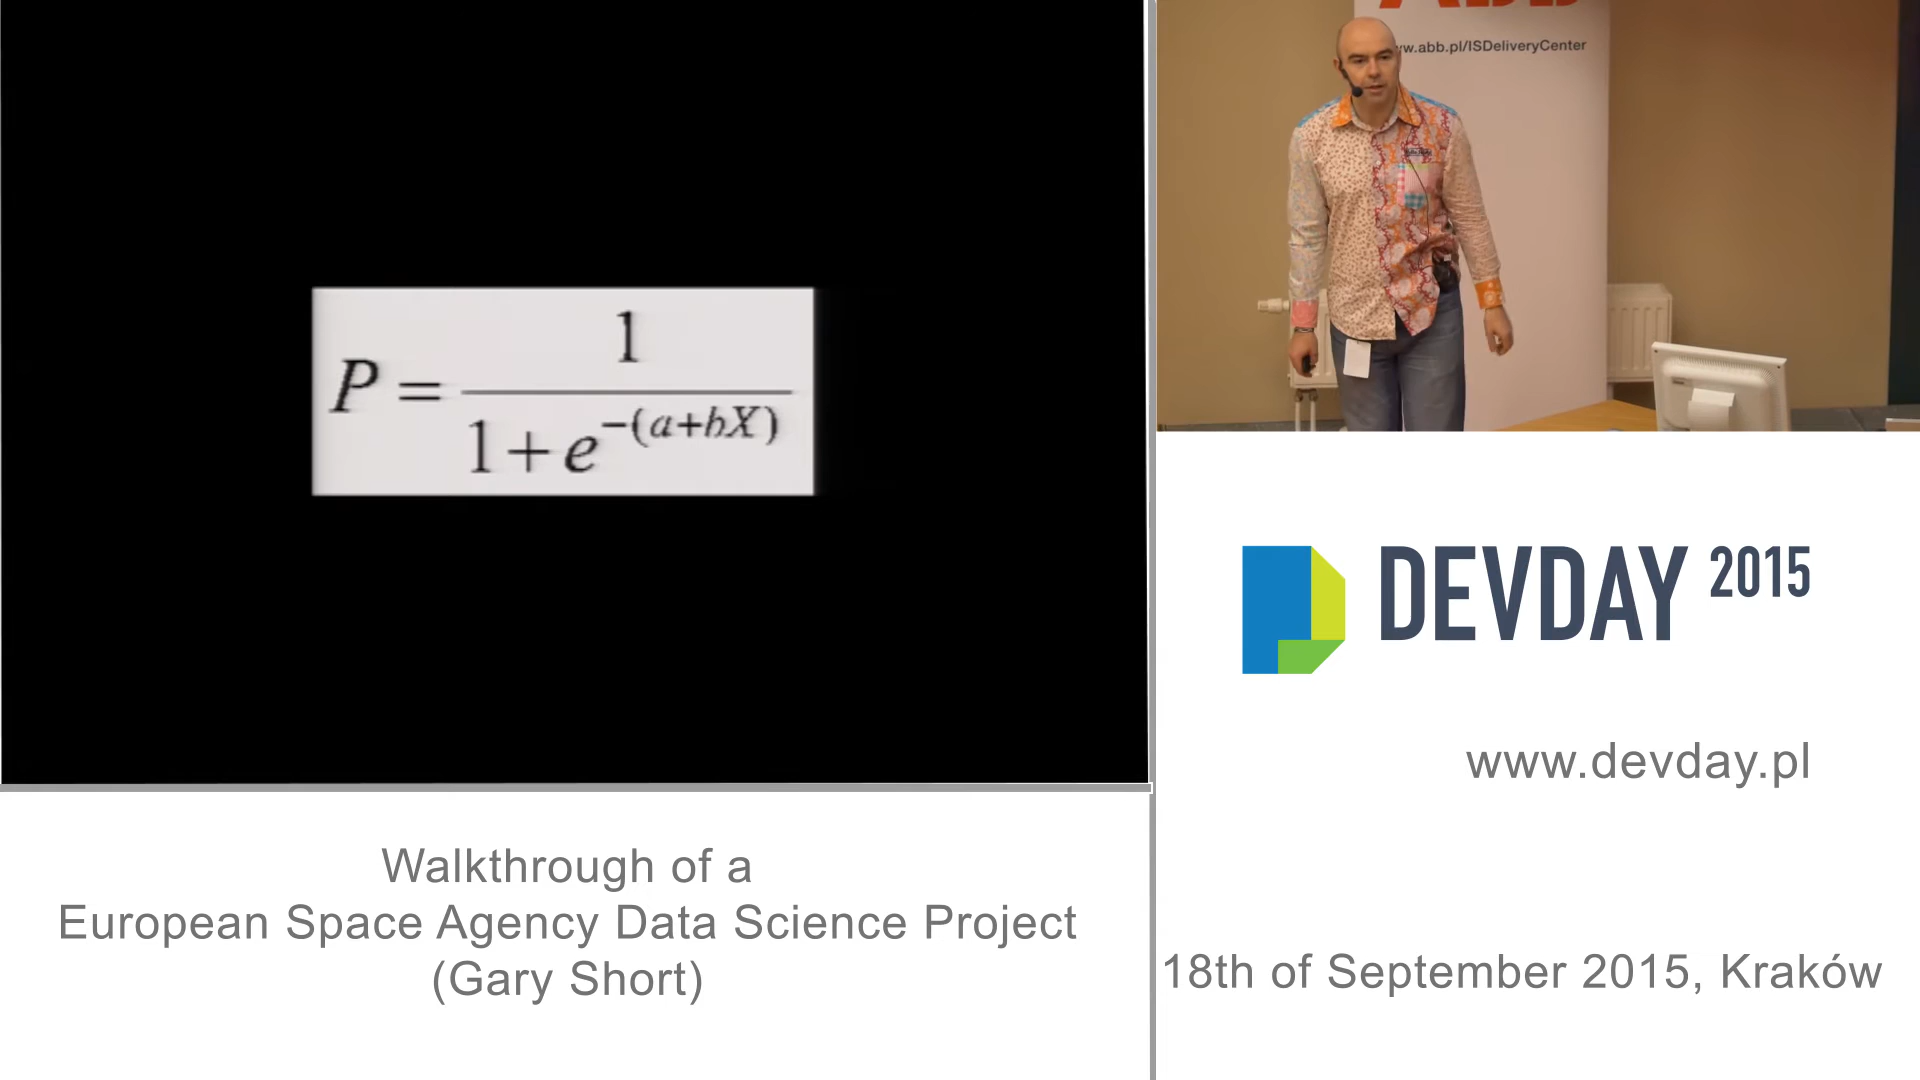 P = 1 / (1 + e^-(a+bX))
www.abb.pl/ISDeliveryCenter
DEVDAY 2015
www.devday.pl
Walkthrough of a
European Space Agency Data Science Project
(Gary Short)
18th of September 2015, Kraków